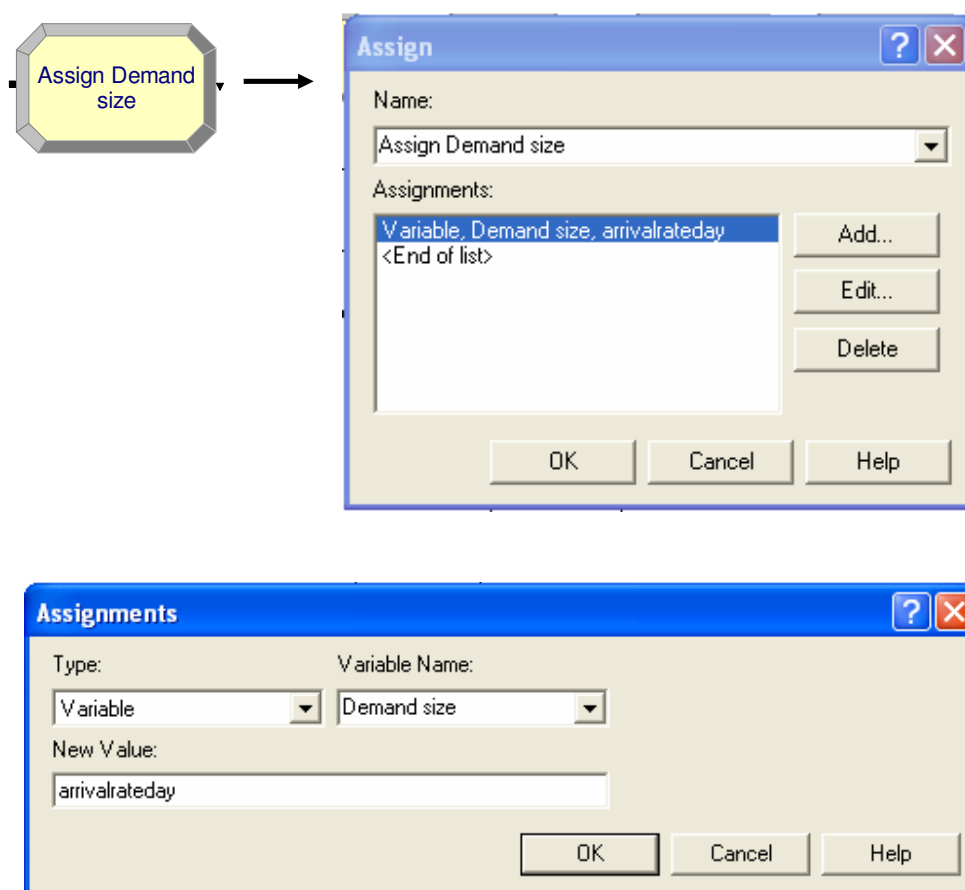 Assign Demand
size
Assign
Name:
Assign Demand size
Assignments:
Variable, Demand size, arrivalrateday
<End of list>
Add...
Edit...
Delete
OK Cancel Help
Assignments
Type: Variable Name:
Variable Demand size
New Value:
arrivalrateday
OK Cancel Help